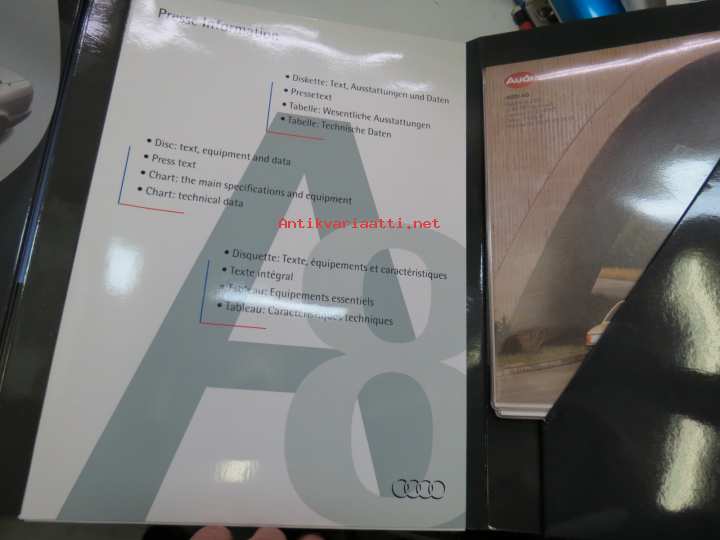 Presse Information
• Diskette: Text, Ausstattungen und Daten
• Pressetext
• Tabelle: Wesentliche Ausstattungen
• Tabelle: Technische Daten
• Disc: text, equipment and data
• Press text
• Chart: the main specifications and equipment
• Chart: technical data
Antikvariaatti.net
• Disquette: Texte, équipements et caractéristiques
• Texte intégral
• Tableau: Equipements essentiels
• Tableau: Caractéristiques techniques
A8
Audi
AUDI AG